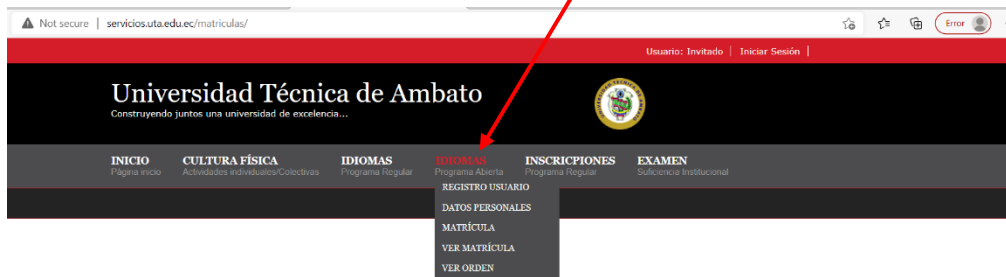 Not secure | servicios.uta.edu.ec/matriculas/
Error
Usuario: Invitado | Iniciar Sesión |
Universidad Técnica de Ambato
Construyendo juntos una universidad de excelencia...
INICIO CULTURA FÍSICA IDIOMAS IDIOMAS INSCRICPIONES EXAMEN
Página inicio Actividades individuales/Colectivas Programa Regular Programa Abierta Programa Regular Suficiencia Institucional
REGISTRO USUARIO
DATOS PERSONALES
MATRÍCULA
VER MATRÍCULA
VER ORDEN